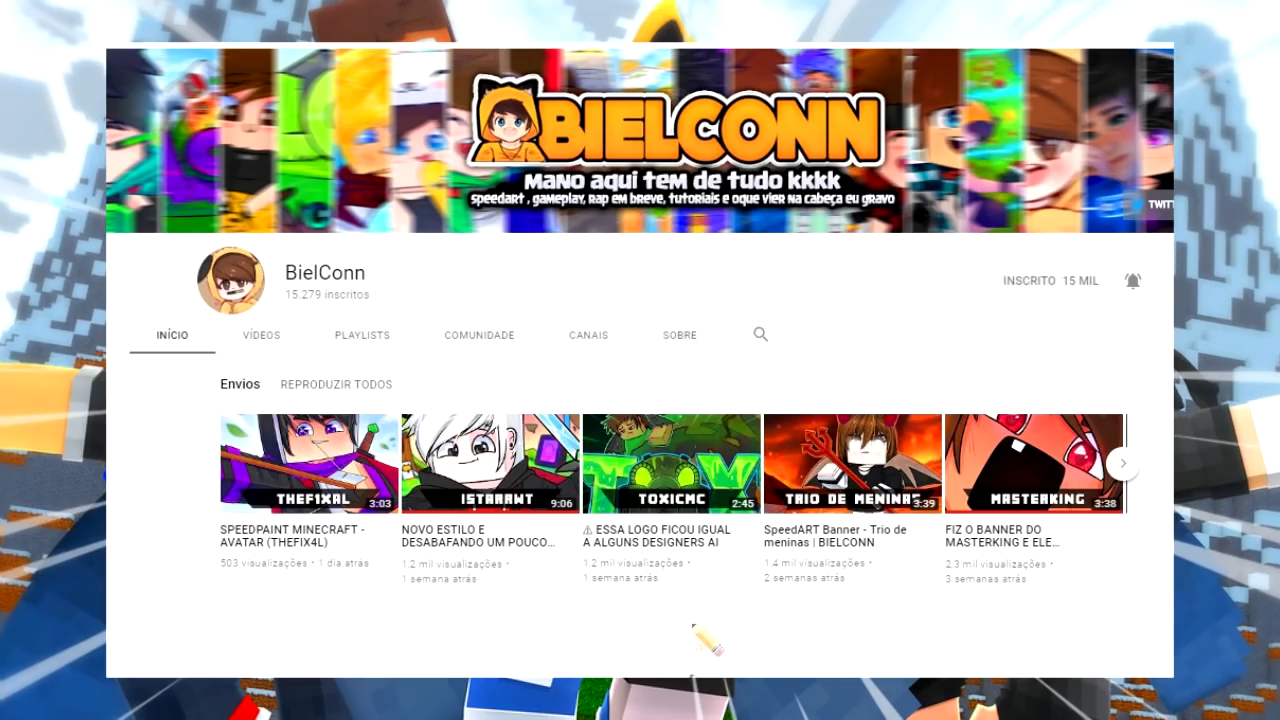 BIELCONN
MANO AQUI TEM DE TUDO KKKK
SPEEDART , GAMEPLAY, RAP EM BREVE, TUTORIAIS E OQUE VIER NA CABEÇA EU GRAVO
BielConn
15.279 inscritos
INSCRITO 15 MIL
INÍCIO VÍDEOS PLAYLISTS COMUNIDADE CANAIS SOBRE
Envios REPRODUZIR TODOS
THEF1XAL 3:03
ISTARRWT 9:06
TOXICMC 2:45
TRIO DE MENINAS 3:39
MASTERKING 3:38
SPEEDPAINT MINECRAFT -
AVATAR (THEFIX4L)
503 visualizações • 1 dia atrás
NOVO ESTILO E
DESABAFANDO UM POUCO...
1,2 mil visualizações •
1 semana atrás
⚠ ESSA LOGO FICOU IGUAL
A ALGUNS DESIGNERS AI
1,2 mil visualizações •
1 semana atrás
SpeedART Banner - Trio de
meninas | BIELCONN
1,4 mil visualizações •
2 semanas atrás
FIZ O BANNER DO
MASTERKING E ELE...
2,3 mil visualizações •
3 semanas atrás